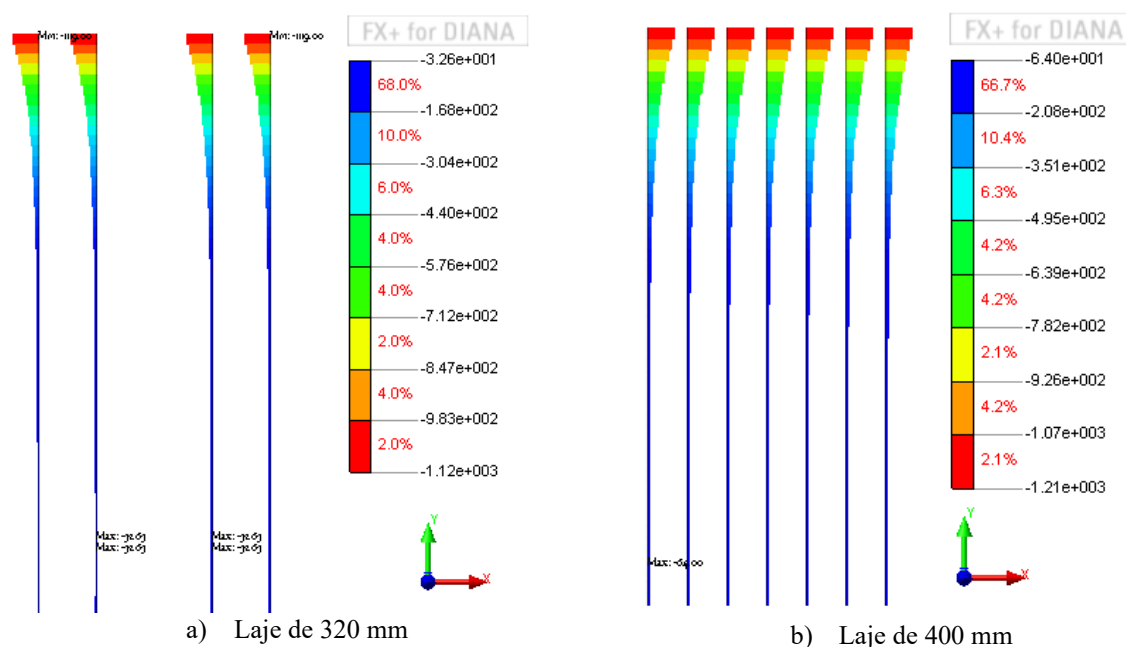 FX+ for DIANA
-3.26e+001
68.0%
-1.68e+002
10.0%
-3.04e+002
6.0%
-4.40e+002
4.0%
-5.76e+002
4.0%
-7.12e+002
2.0%
-8.47e+002
4.0%
-9.83e+002
2.0%
-1.12e+003
Y
X
a) Laje de 320 mm
FX+ for DIANA
-6.40e+001
66.7%
-2.08e+002
10.4%
-3.51e+002
6.3%
-4.95e+002
4.2%
-6.39e+002
4.2%
-7.82e+002
2.1%
-9.26e+002
4.2%
-1.07e+003
2.1%
-1.21e+003
Y
X
b) Laje de 400 mm